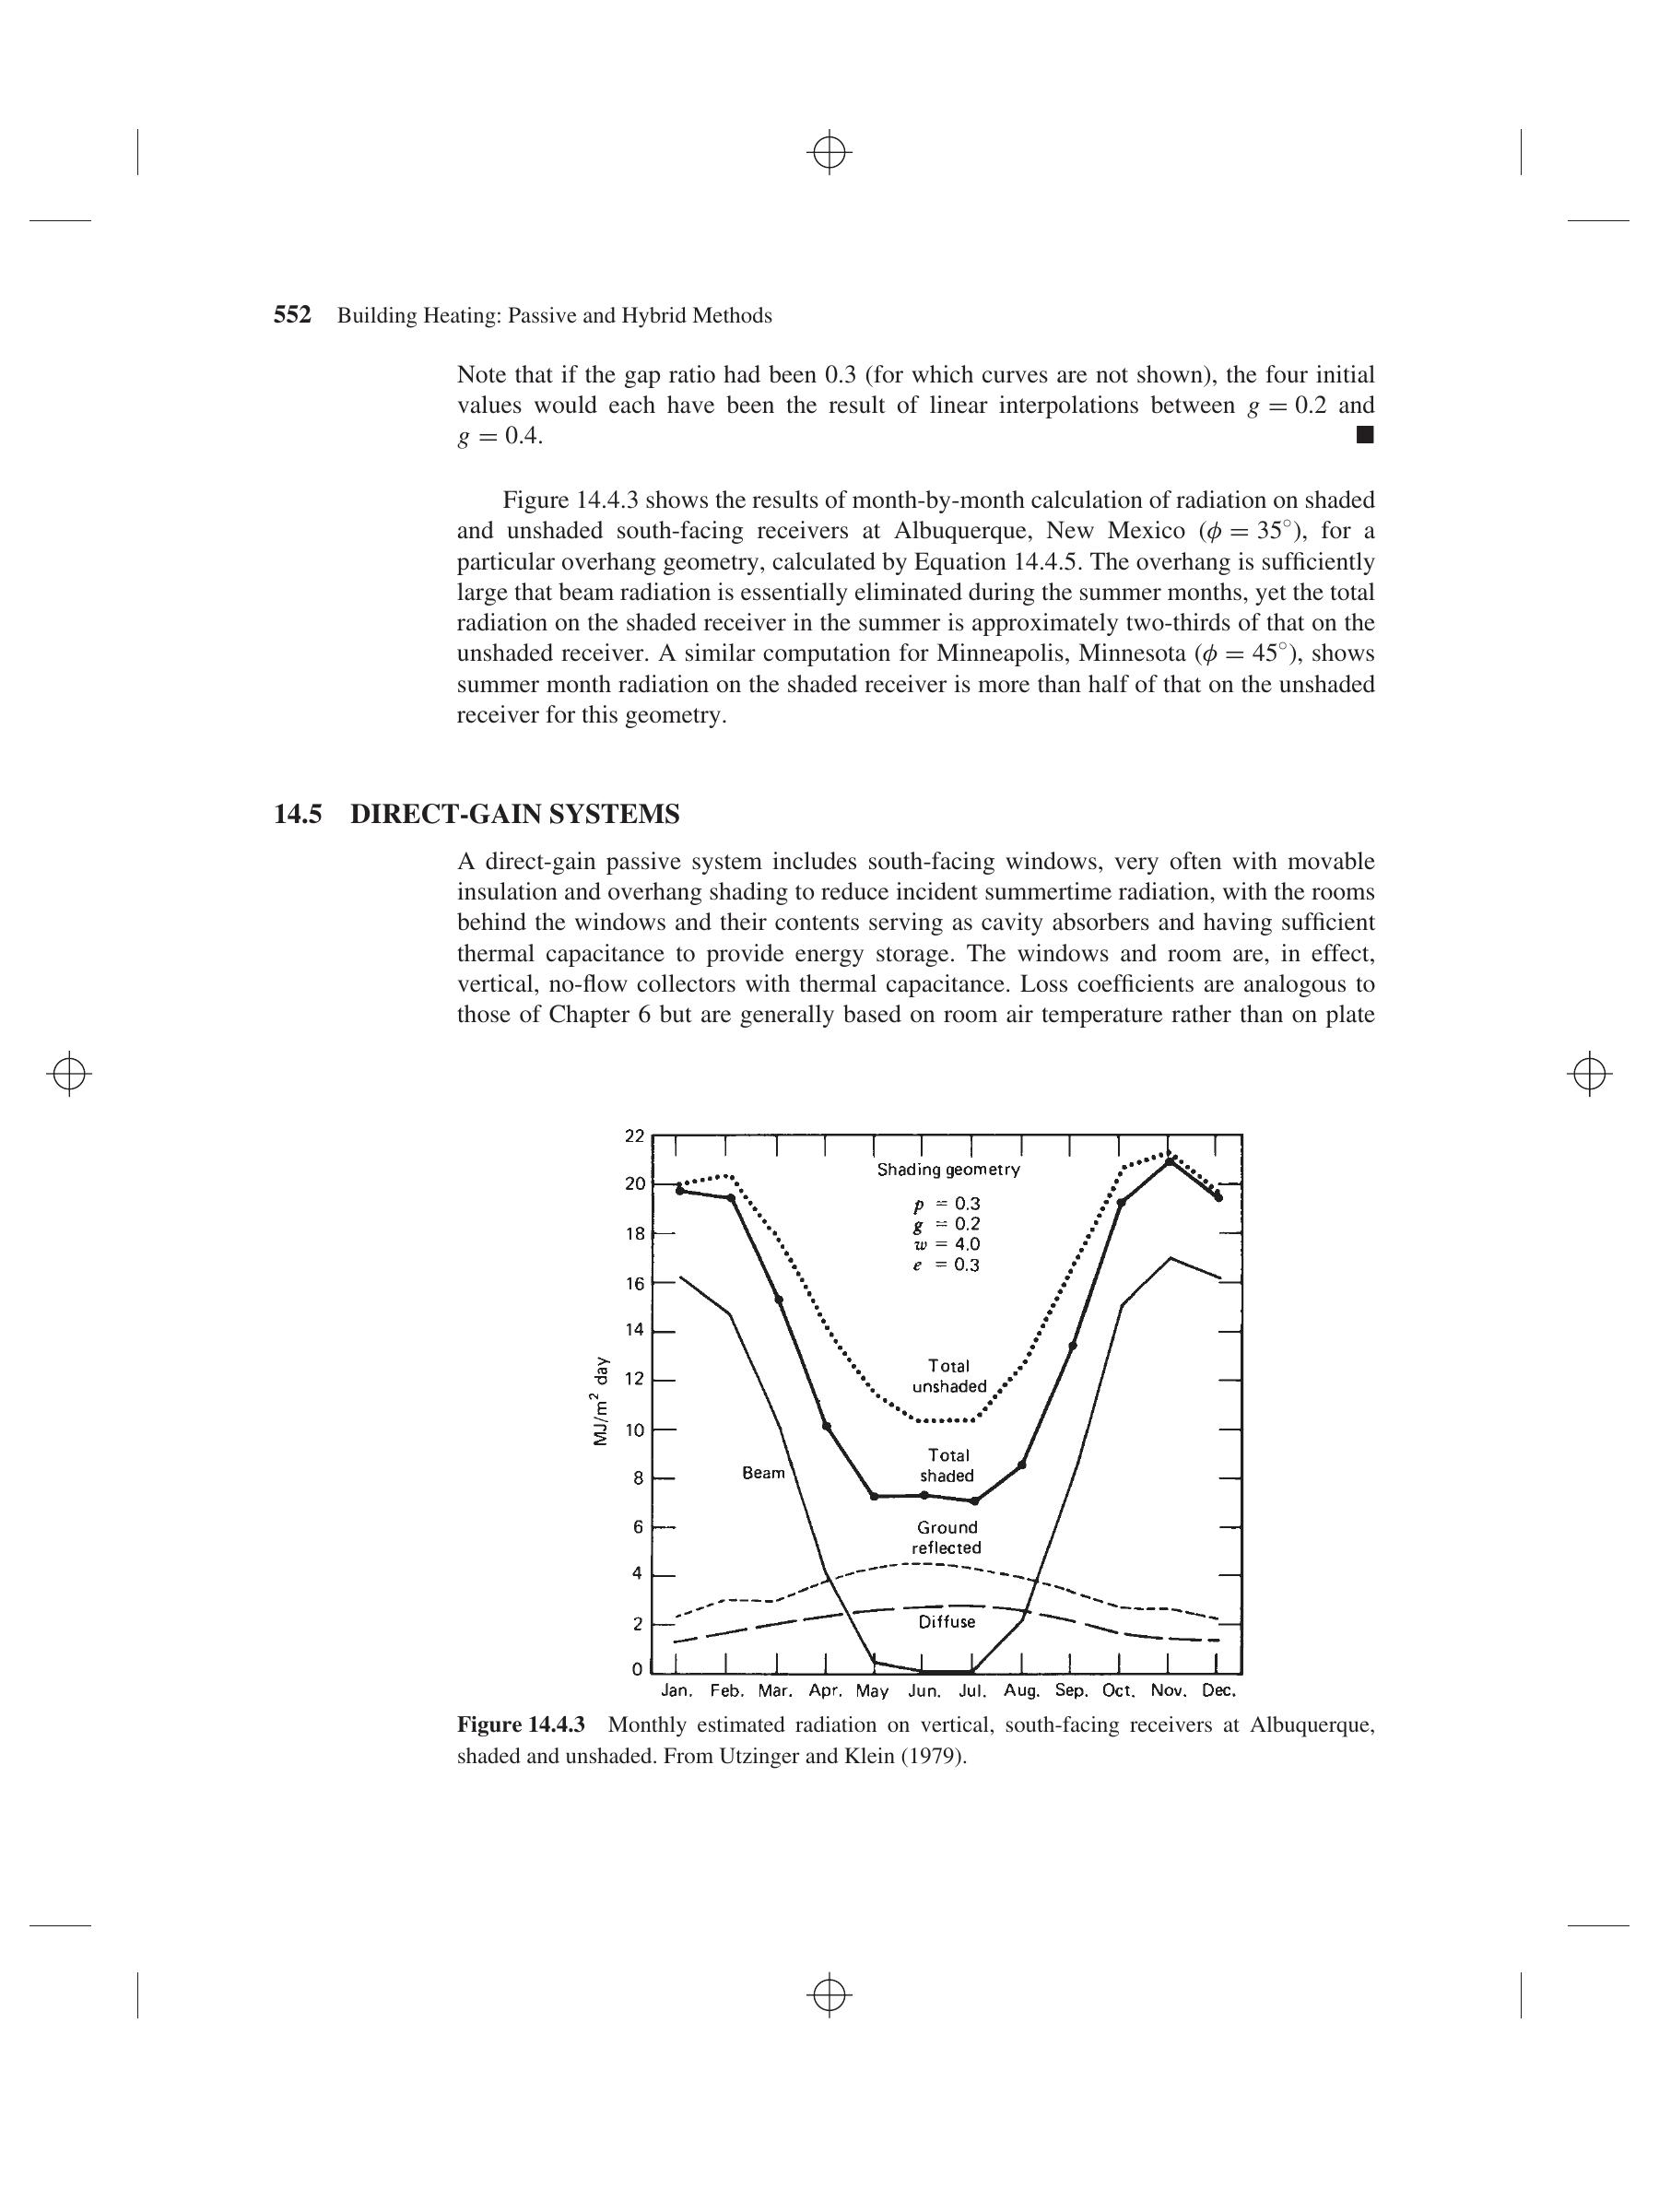 552 Building Heating: Passive and Hybrid Methods
Note that if the gap ratio had been 0.3 (for which curves are not shown), the four initial
values would each have been the result of linear interpolations between g = 0.2 and
g = 0.4.
Figure 14.4.3 shows the results of month-by-month calculation of radiation on shaded
and unshaded south-facing receivers at Albuquerque, New Mexico (ϕ = 35°), for a
particular overhang geometry, calculated by Equation 14.4.5. The overhang is sufficiently
large that beam radiation is essentially eliminated during the summer months, yet the total
radiation on the shaded receiver in the summer is approximately two-thirds of that on the
unshaded receiver. A similar computation for Minneapolis, Minnesota (ϕ = 45°), shows
summer month radiation on the shaded receiver is more than half of that on the unshaded
receiver for this geometry.
14.5 DIRECT-GAIN SYSTEMS
A direct-gain passive system includes south-facing windows, very often with movable
insulation and overhang shading to reduce incident summertime radiation, with the rooms
behind the windows and their contents serving as cavity absorbers and having sufficient
thermal capacitance to provide energy storage. The windows and room are, in effect,
vertical, no-flow collectors with thermal capacitance. Loss coefficients are analogous to
those of Chapter 6 but are generally based on room air temperature rather than on plate
22
20
18
16
14
12
10
8
6
4
2
0
MJ/m² day
Shading geometry
p = 0.3
g = 0.2
w = 4.0
e = 0.3
Total
unshaded
Total
shaded
Beam
Ground
reflected
Diffuse
Jan. Feb. Mar. Apr. May Jun. Jul. Aug. Sep. Oct. Nov. Dec.
Figure 14.4.3 Monthly estimated radiation on vertical, south-facing receivers at Albuquerque,
shaded and unshaded. From Utzinger and Klein (1979).